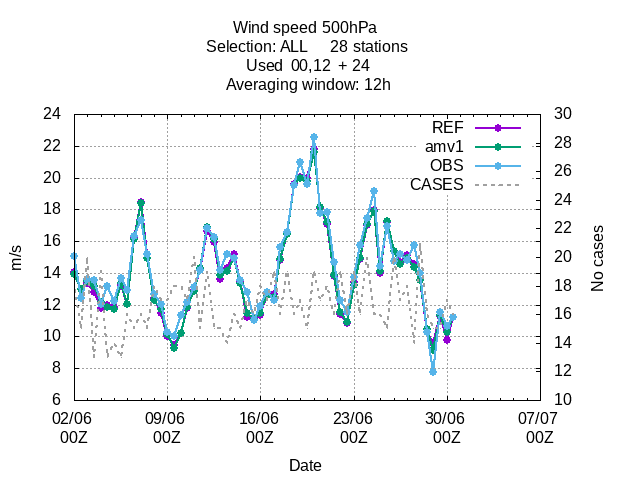 Wind speed 500hPa
Selection: ALL 28 stations
Used 00,12 + 24
Averaging window: 12h
24
22
20
18
16
14
12
10
8
6
m/s
30
28
26
24
22
20
18
16
14
12
10
No cases
REF
amv1
OBS
CASES
02/06 09/06 16/06 23/06 30/06 07/07
00Z 00Z 00Z 00Z 00Z 00Z
Date